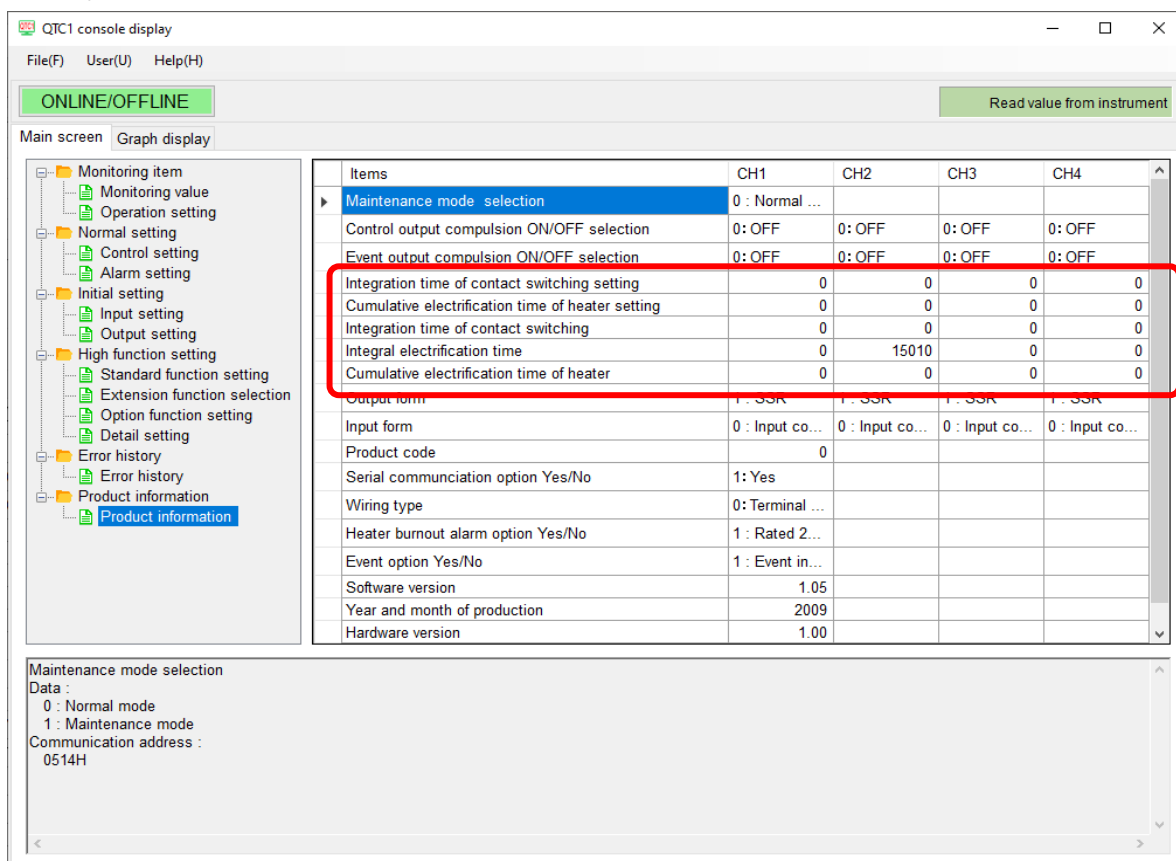 QTC1 console display
File(F) User(U) Help(H)
ONLINE/OFFLINE Read value from instrument
Main screen Graph display
Monitoring item
Monitoring value
Operation setting
Normal setting
Control setting
Alarm setting
Initial setting
Input setting
Output setting
High function setting
Standard function setting
Extension function selection
Option function setting
Detail setting
Error history
Error history
Product information
Product information
Items CH1 CH2 CH3 CH4
Maintenance mode selection 0 : Normal ...
Control output compulsion ON/OFF selection 0: OFF 0: OFF 0: OFF 0: OFF
Event output compulsion ON/OFF selection 0: OFF 0: OFF 0: OFF 0: OFF
Integration time of contact switching setting 0 0 0 0
Cumulative electrification time of heater setting 0 0 0 0
Integration time of contact switching 0 0 0 0
Integral electrification time 0 15010 0 0
Cumulative electrification time of heater 0 0 0 0
Output form 1 : SSR 1 : SSR 1 : SSR 1 : SSR
Input form 0 : Input co... 0 : Input co... 0 : Input co... 0 : Input co...
Product code 0
Serial communciation option Yes/No 1: Yes
Wiring type 0: Terminal ...
Heater burnout alarm option Yes/No 1 : Rated 2...
Event option Yes/No 1 : Event in...
Software version 1.05
Year and month of production 2009
Hardware version 1.00
Maintenance mode selection
Data :
0 : Normal mode
1 : Maintenance mode
Communication address :
0514H